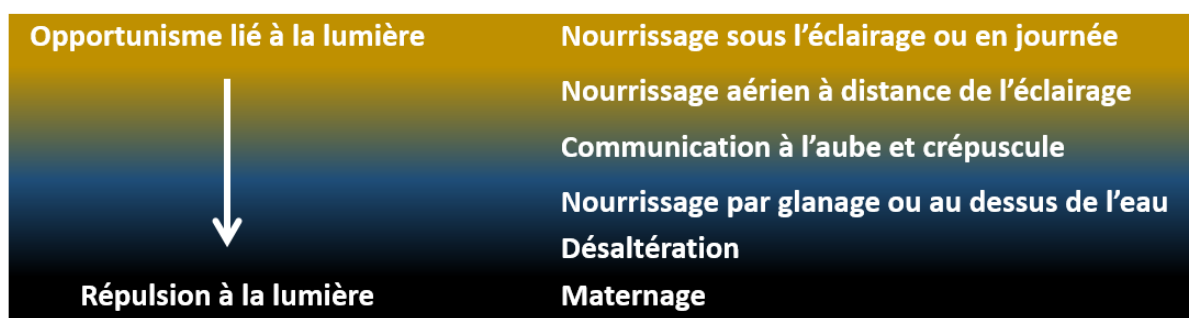 Opportunisme lié à la lumière
Nourrissage sous l’éclairage ou en journée
Nourrissage aérien à distance de l’éclairage
Communication à l’aube et crépuscule
Nourrissage par glanage ou au dessus de l’eau
Désaltération
Répulsion à la lumière
Maternage